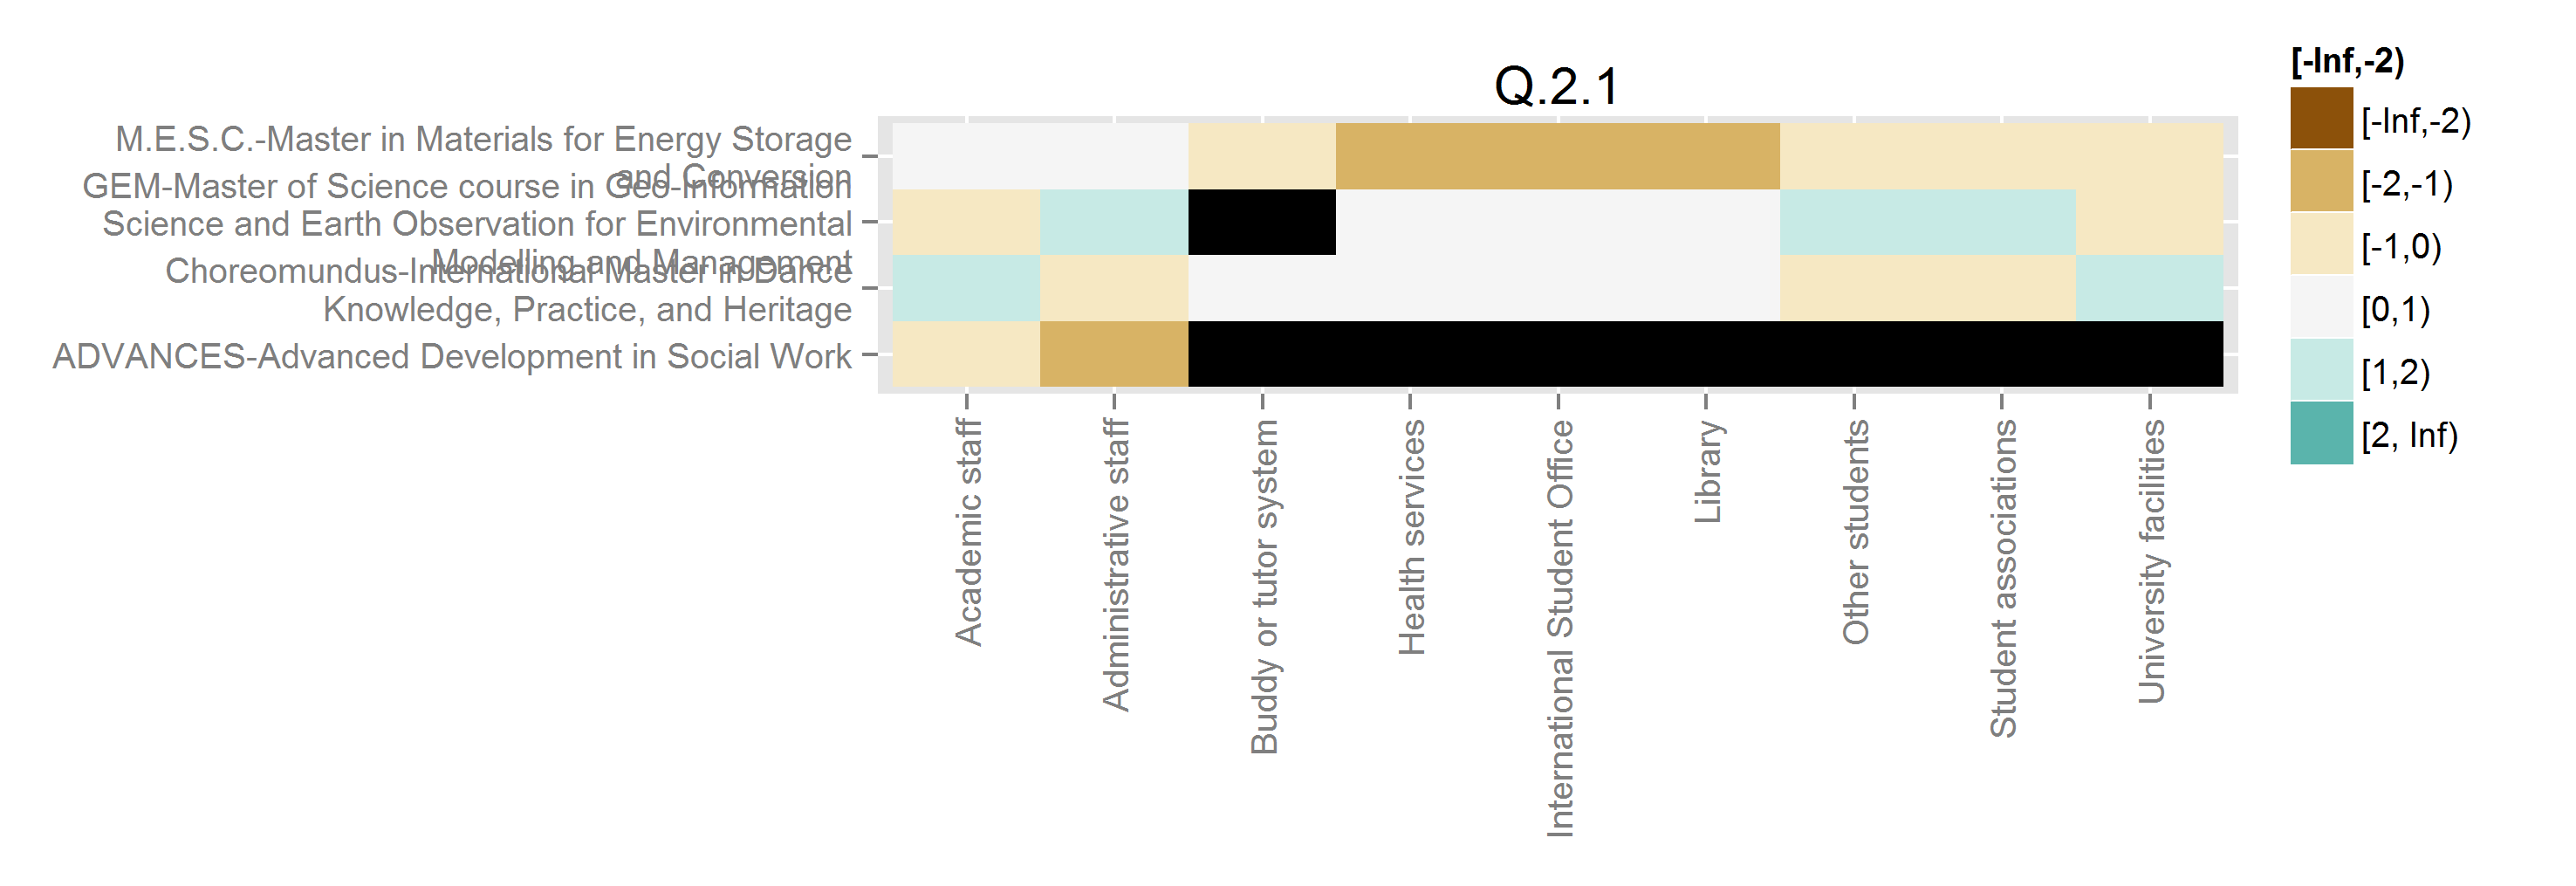 Q.2.1
M.E.S.C.-Master in Materials for Energy Storage
and Conversion
GEM-Master of Science course in Geo-Information
Science and Earth Observation for Environmental
Modelling and Management
Choreomundus-International Master in Dance
Knowledge, Practice, and Heritage
ADVANCES-Advanced Development in Social Work
Academic staff
Administrative staff
Buddy or tutor system
Health services
International Student Office
Library
Other students
Student associations
University facilities
[-Inf,-2)
[-Inf,-2)
[-2,-1)
[-1,0)
[0,1)
[1,2)
[2, Inf)